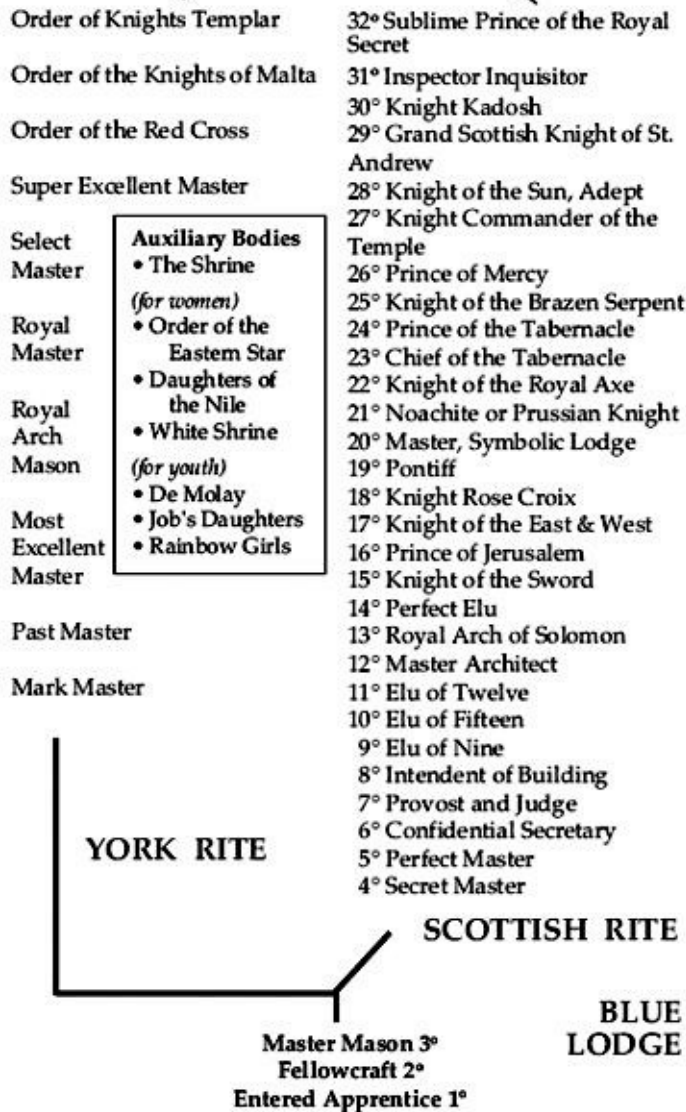 Order of Knights Templar
Order of the Knights of Malta
Order of the Red Cross
Super Excellent Master
Select
Master
Royal
Master
Royal
Arch
Mason
Most
Excellent
Master
Past Master
Mark Master
Auxiliary Bodies
• The Shrine
(for women)
• Order of the
Eastern Star
• Daughters of
the Nile
• White Shrine
(for youth)
• De Molay
• Job's Daughters
• Rainbow Girls
32° Sublime Prince of the Royal
Secret
31° Inspector Inquisitor
30° Knight Kadosh
29° Grand Scottish Knight of St.
Andrew
28° Knight of the Sun, Adept
27° Knight Commander of the
Temple
26° Prince of Mercy
25° Knight of the Brazen Serpent
24° Prince of the Tabernacle
23° Chief of the Tabernacle
22° Knight of the Royal Axe
21° Noachite or Prussian Knight
20° Master, Symbolic Lodge
19° Pontiff
18° Knight Rose Croix
17° Knight of the East & West
16° Prince of Jerusalem
15° Knight of the Sword
14° Perfect Elu
13° Royal Arch of Solomon
12° Master Architect
11° Elu of Twelve
10° Elu of Fifteen
9° Elu of Nine
8° Intendent of Building
7° Provost and Judge
6° Confidential Secretary
5° Perfect Master
4° Secret Master
YORK RITE
SCOTTISH RITE
BLUE
LODGE
Master Mason 3°
Fellowcraft 2°
Entered Apprentice 1°